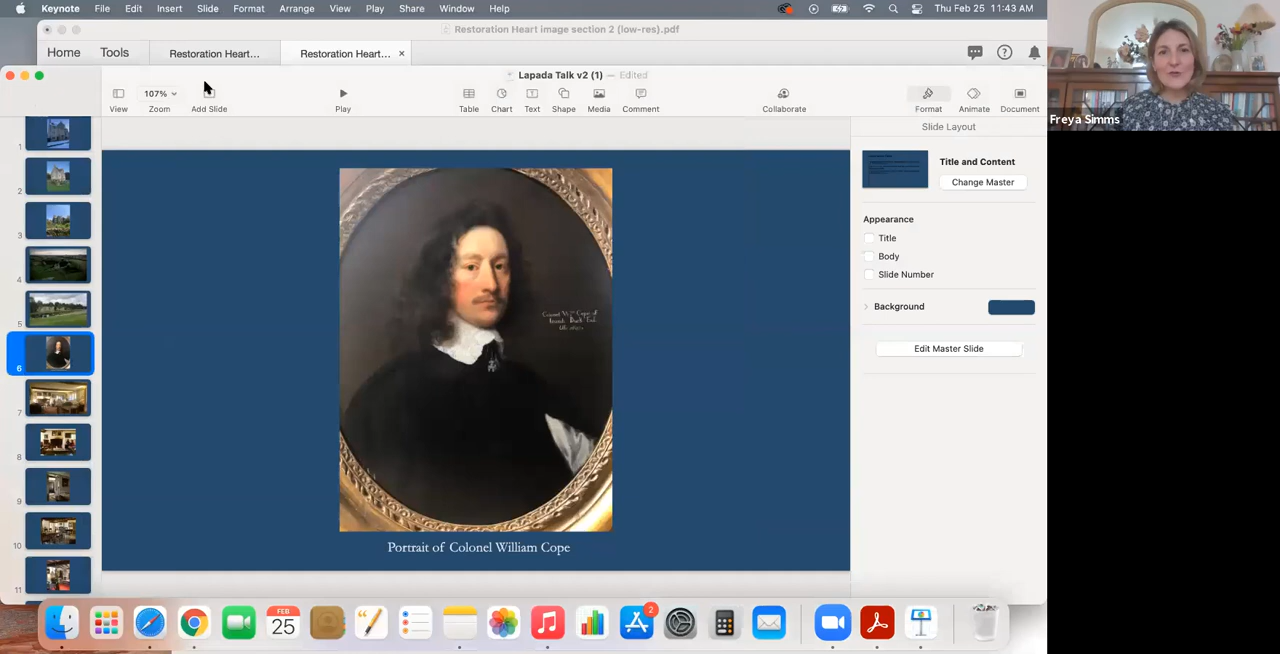 Keynote File Edit Insert Slide Format Arrange View Play Share Window Help Thu Feb 25 11:43 AM
Restoration Heart image section 2 (low-res).pdf
Home Tools Restoration Heart... Restoration Heart... ×
Lapada Talk v2 (1) — Edited
107%
View Zoom Add Slide Play Table Chart Text Shape Media Comment Collaborate Format Animate Document
Freya Simms
Slide Layout
Title and Content
Change Master
Appearance
Title
Body
Slide Number
Background
Edit Master Slide
1
2
3
4
5
6
7
8
9
10
11
Portrait of Colonel William Cope
FEB
25
2